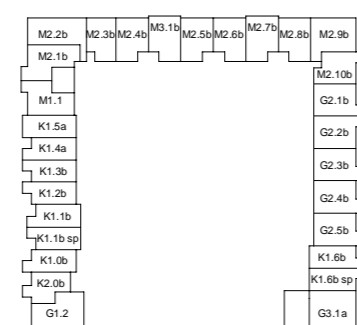 M2.2b
M2.3b
M2.4b
M3.1b
M2.5b
M2.6b
M2.7b
M2.8b
M2.9b
M2.1b
M2.10b
M1.1
G2.1b
K1.5a
G2.2b
K1.4a
K1.3b
G2.3b
K1.2b
G2.4b
K1.1b
G2.5b
K1.1b sp
K1.0b
K1.6b
K2.0b
K1.6b sp
G1.2
G3.1a